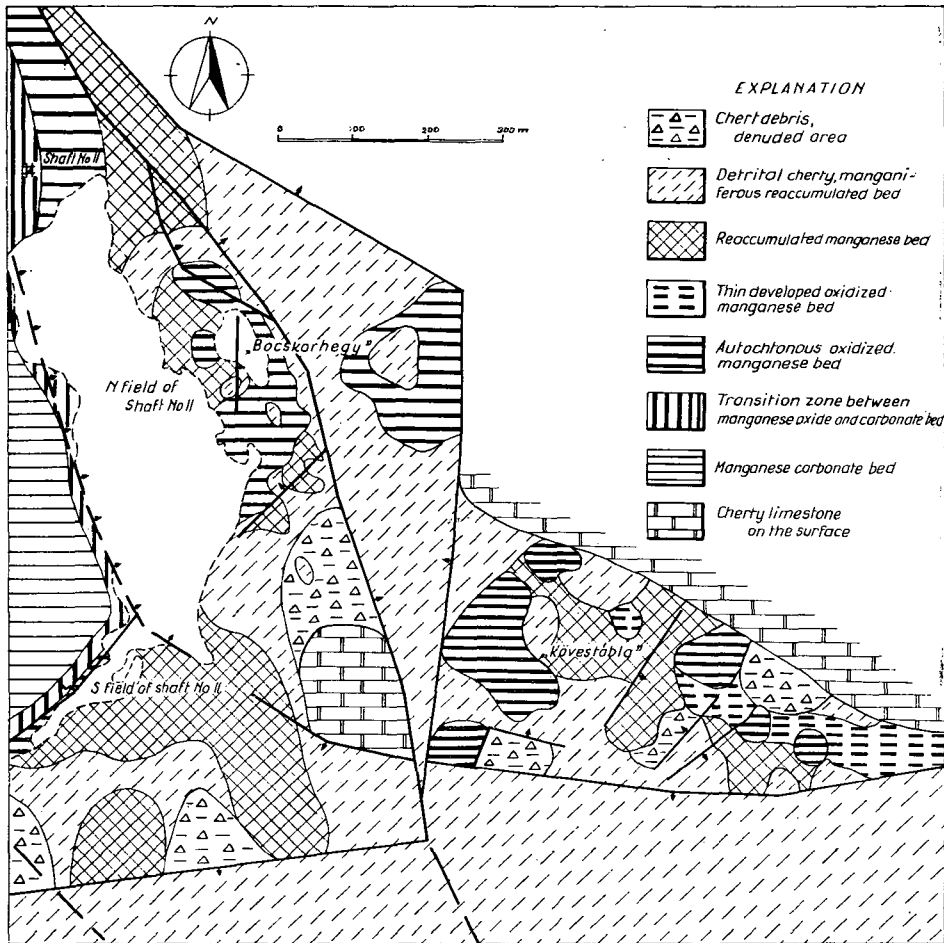 N
0 100 200 300 m
EXPLANATION
Chert debris,
denuded area
Detrital cherty, mangani-
ferous reaccumulated bed
Reaccumulated manganese bed
Thin developed oxidized
manganese bed
Autochtonous oxidized
manganese bed
Transition zone between
manganese oxide and carbonate bed
Manganese carbonate bed
Cherty limestone
on the surface
Shaft No II
„Bocskorhegy”
N field of
Shaft No II
„Kövestábla”
S field of shaft No II